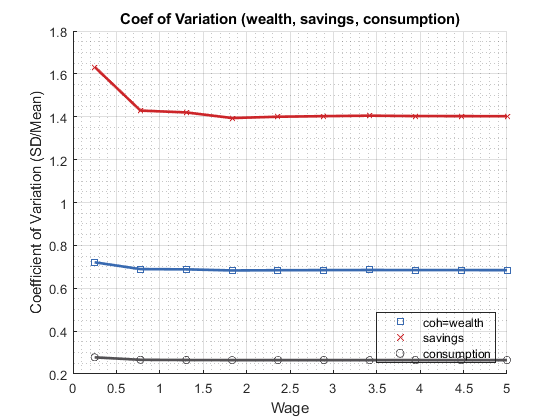 Coef of Variation (wealth, savings, consumption)
Coefficient of Variation (SD/Mean)
1.8
1.6
1.4
1.2
1
0.8
0.6
0.4
0.2
coh=wealth
savings
consumption
0 0.5 1 1.5 2 2.5 3 3.5 4 4.5 5
Wage